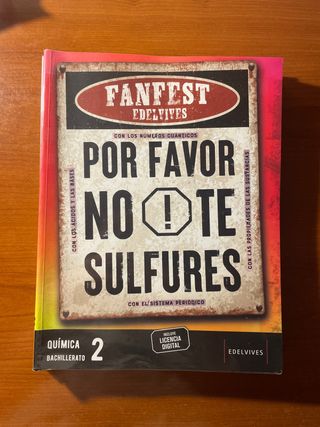 FANFEST
EDELVIVES
CON LOS NÚMEROS CUÁNTICOS
CON LOS ÁCIDOS Y LAS BASES
CON LAS PROPIEDADES DE LAS SUSTANCIAS
POR FAVOR
NO ! TE
SULFURES
CON EL SISTEMA PERIÓDICO
QUÍMICA
BACHILLERATO 2
INCLUYE
LICENCIA
DIGITAL
EDELVIVES